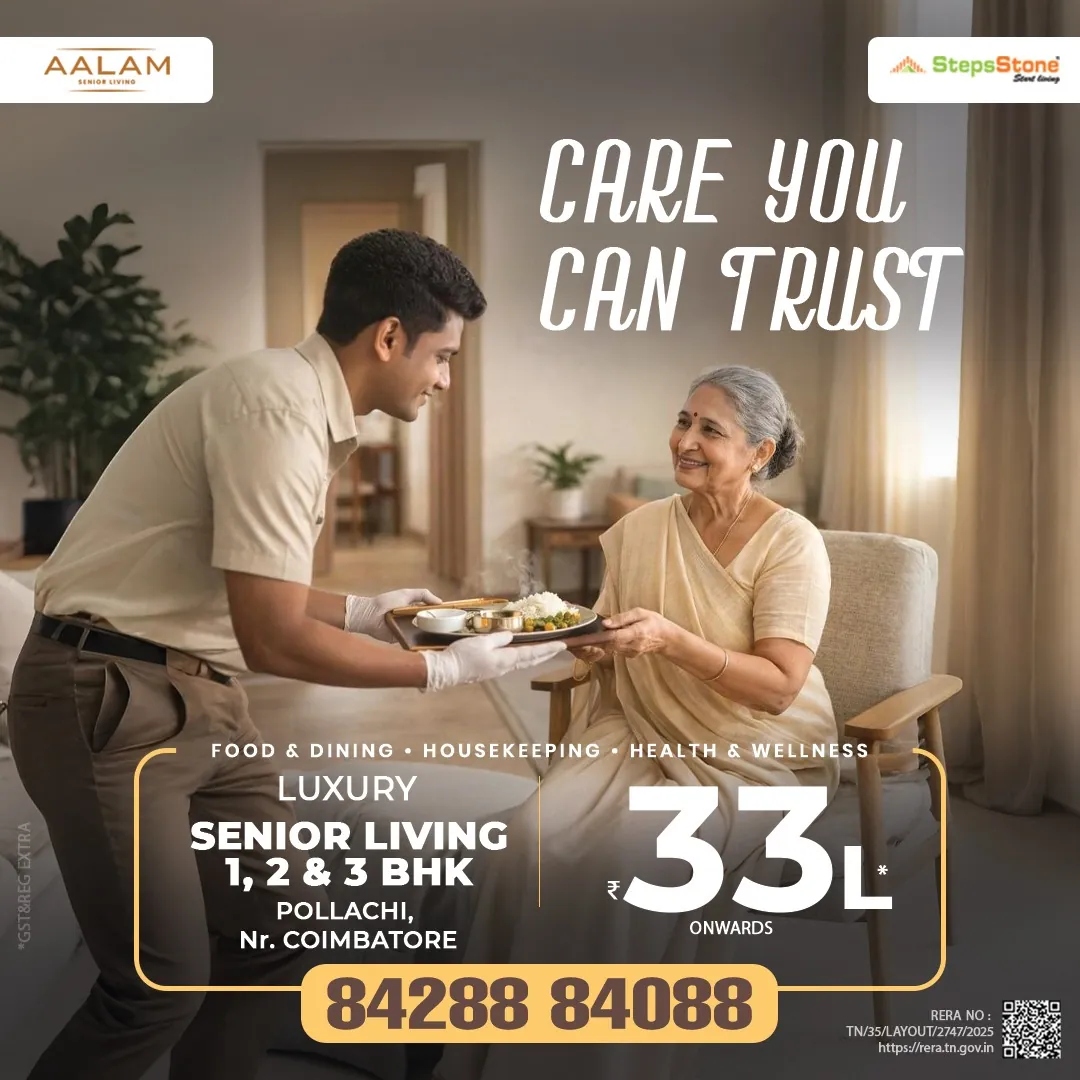 AALAM
SENIOR LIVING
StepsStone
Start living
CARE YOU
CAN TRUST
FOOD & DINING • HOUSEKEEPING • HEALTH & WELLNESS
LUXURY
SENIOR LIVING
1, 2 & 3 BHK
POLLACHI,
Nr. COIMBATORE
₹33L*
ONWARDS
84288 84088
*GST&REG EXTRA
RERA NO :
TN/35/LAYOUT/2747/2025
https://rera.tn.gov.in